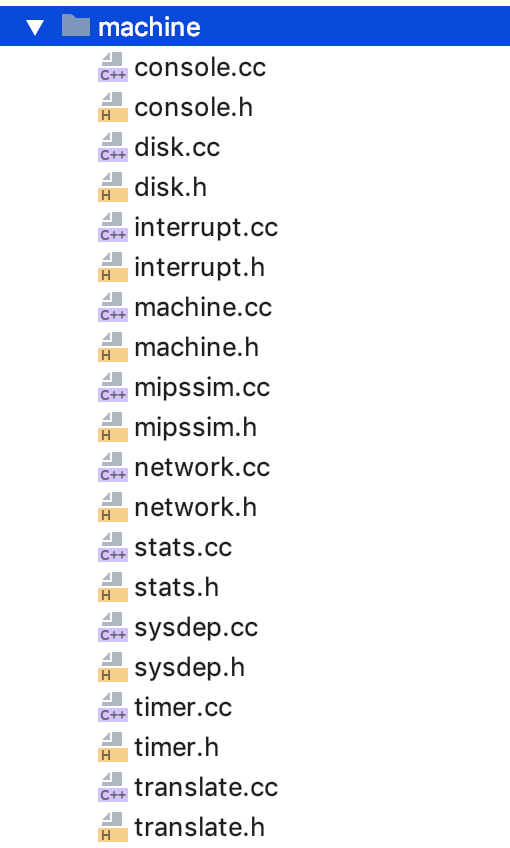 machine
C++ console.cc
H console.h
C++ disk.cc
H disk.h
C++ interrupt.cc
H interrupt.h
C++ machine.cc
H machine.h
C++ mipssim.cc
H mipssim.h
C++ network.cc
H network.h
C++ stats.cc
H stats.h
C++ sysdep.cc
H sysdep.h
C++ timer.cc
H timer.h
C++ translate.cc
H translate.h